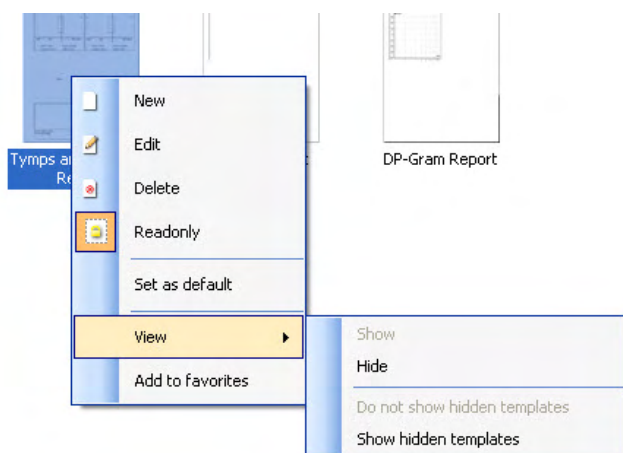 New
Edit
Tymps
DP-Gram Report
Delete
Readonly
Set as default
View
Show
Hide
Add to favorites
Do not show hidden templates
Show hidden templates